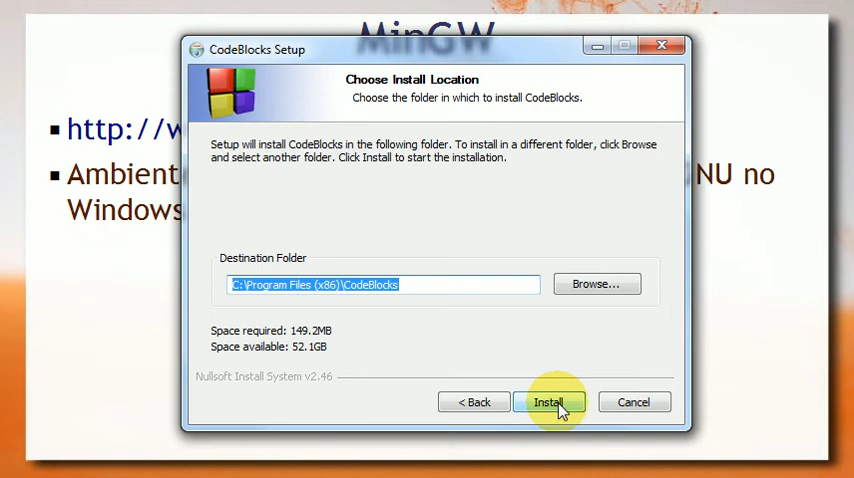 MinGW
CodeBlocks Setup
Choose Install Location
Choose the folder in which to install CodeBlocks.
http://w
Setup will install CodeBlocks in the following folder. To install in a different folder, click Browse
and select another folder. Click Install to start the installation.
Ambient NU no
Windows
Destination Folder
C:\Program Files (x86)\CodeBlocks
Browse...
Space required: 149.2MB
Space available: 52.1GB
Nullsoft Install System v2.46
< Back Install Cancel